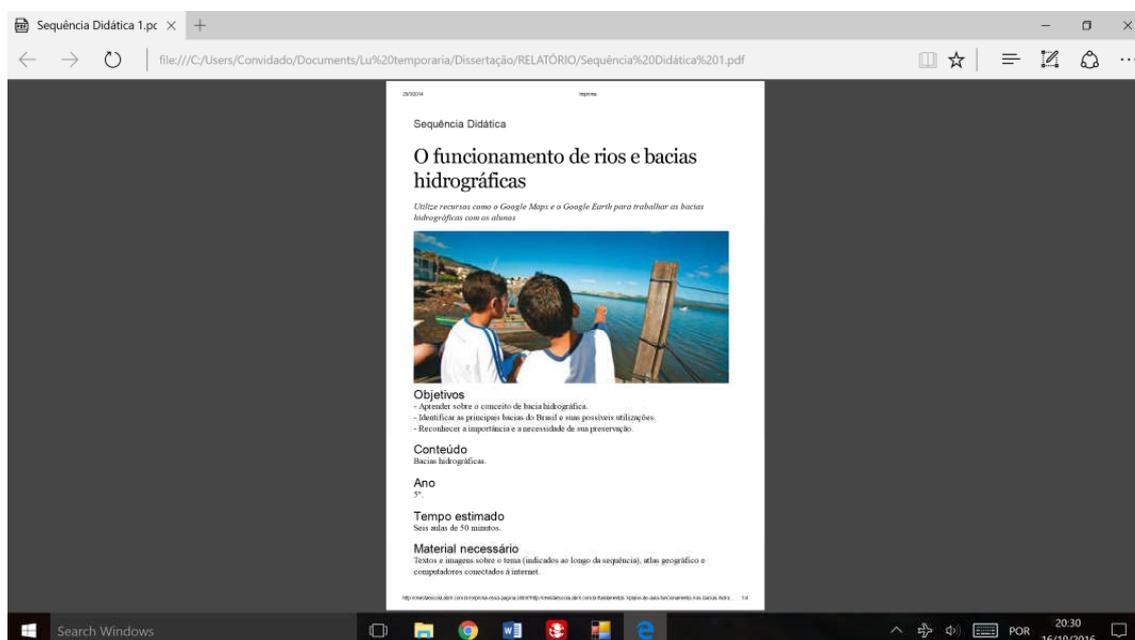 Sequência Didática 1.pc
file:///C:/Users/Convidado/Documents/Lu%20temporaria/Dissertação/RELATÓRIO/Sequência%20Didática%201.pdf
Imprima
Sequência Didática
O funcionamento de rios e bacias
hidrográficas
Utilize recursos como o Google Maps e o Google Earth para trabalhar as bacias
hidrográficas com os alunos
Objetivos
- Aprender sobre o conceito de bacia hidrográfica.
- Identificar as principais bacias do Brasil e suas possíveis utilizações.
- Reconhecer a importância e a necessidade de sua preservação.
Conteúdo
Bacias hidrográficas.
Ano
5º.
Tempo estimado
Seis aulas de 50 minutos.
Material necessário
Textos e imagens sobre o tema (indicados ao longo da sequência), atlas geográfico e
computadores conectados à internet.
Search Windows
POR
20:30
16/10/2016